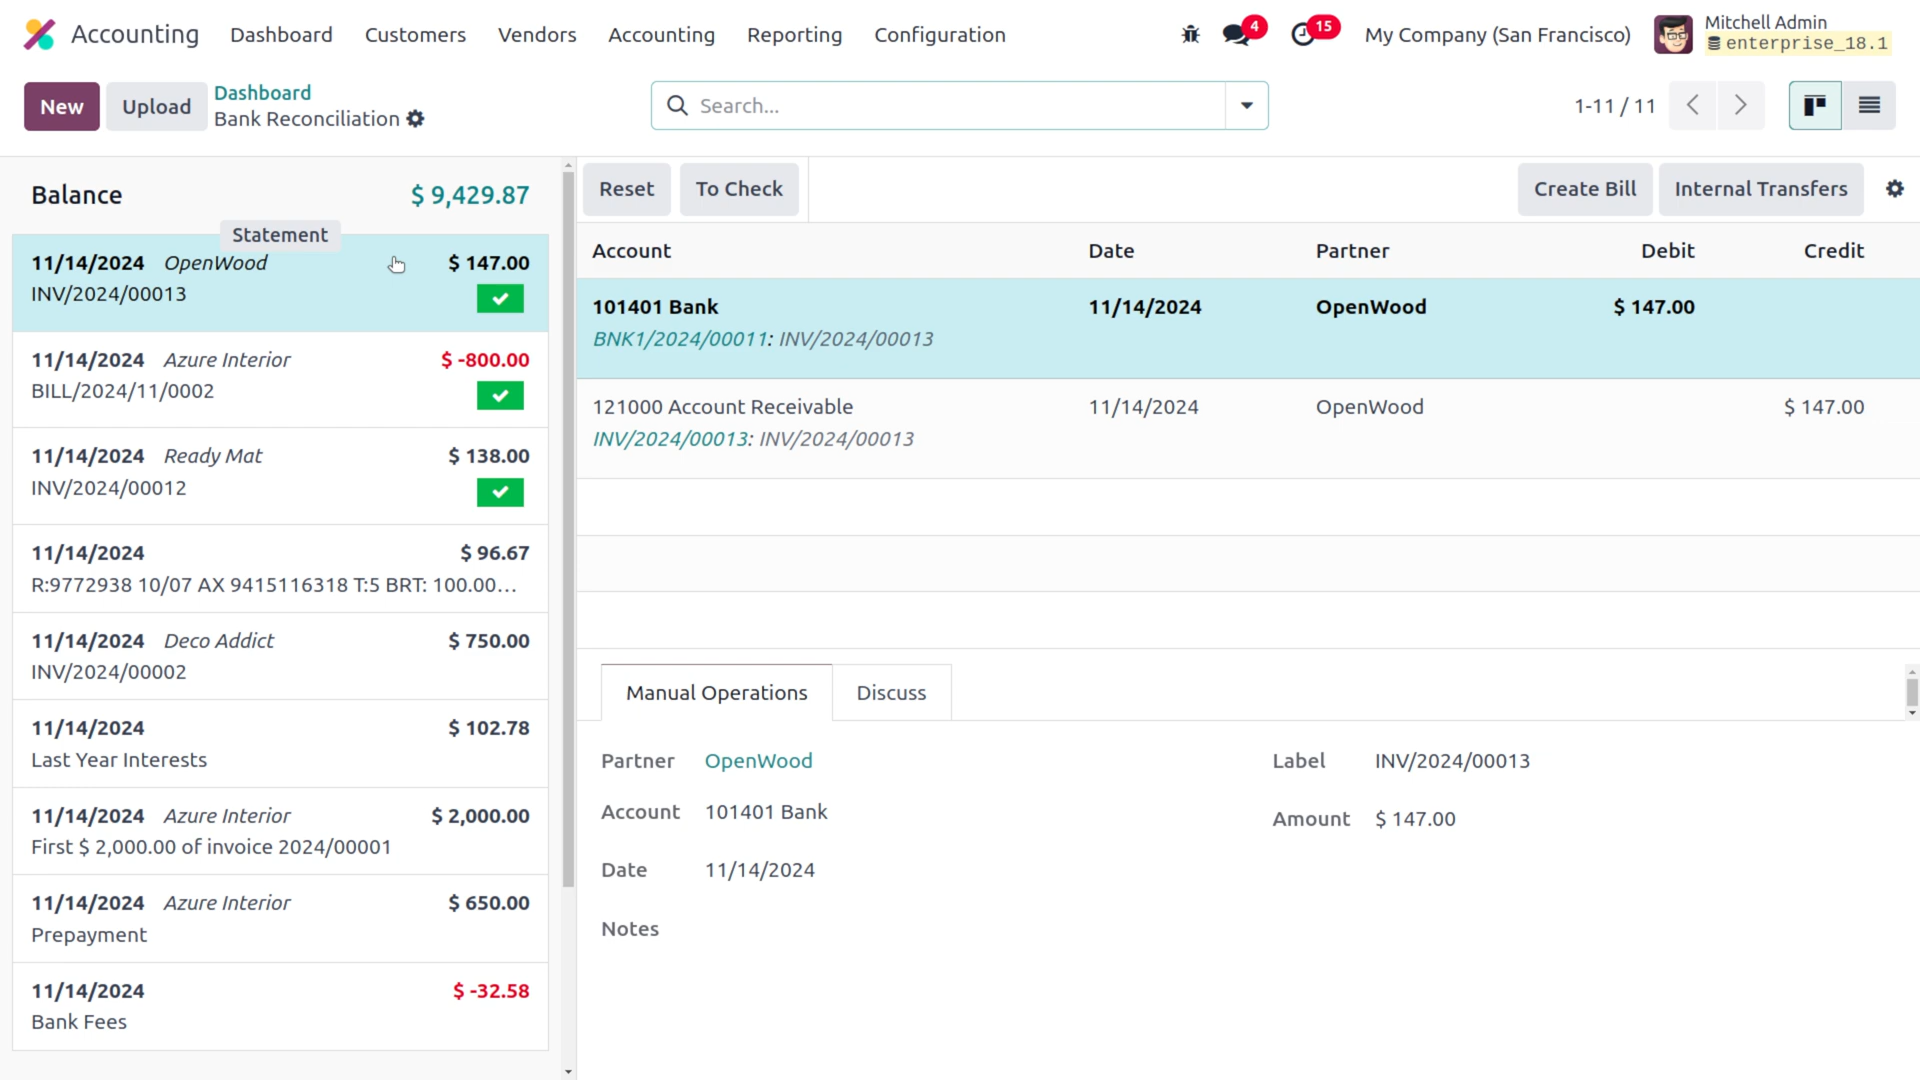 Accounting Dashboard Customers Vendors Accounting Reporting Configuration 4 15 My Company (San Francisco) Mitchell Admin
enterprise_18.1
New Upload Dashboard
Bank Reconciliation
Search...
1-11 / 11
Balance $ 9,429.87
Statement
11/14/2024 OpenWood $ 147.00
INV/2024/00013
11/14/2024 Azure Interior $ -800.00
BILL/2024/11/0002
11/14/2024 Ready Mat $ 138.00
INV/2024/00012
11/14/2024 $ 96.67
R:9772938 10/07 AX 9415116318 T:5 BRT: 100.00...
11/14/2024 Deco Addict $ 750.00
INV/2024/00002
11/14/2024 $ 102.78
Last Year Interests
11/14/2024 Azure Interior $ 2,000.00
First $ 2,000.00 of invoice 2024/00001
11/14/2024 Azure Interior $ 650.00
Prepayment
11/14/2024 $ -32.58
Bank Fees
Reset To Check Create Bill Internal Transfers
Account Date Partner Debit Credit
101401 Bank 11/14/2024 OpenWood $ 147.00
BNK1/2024/00011: INV/2024/00013
121000 Account Receivable 11/14/2024 OpenWood $ 147.00
INV/2024/00013: INV/2024/00013
Manual Operations Discuss
Partner OpenWood Label INV/2024/00013
Account 101401 Bank Amount $ 147.00
Date 11/14/2024
Notes